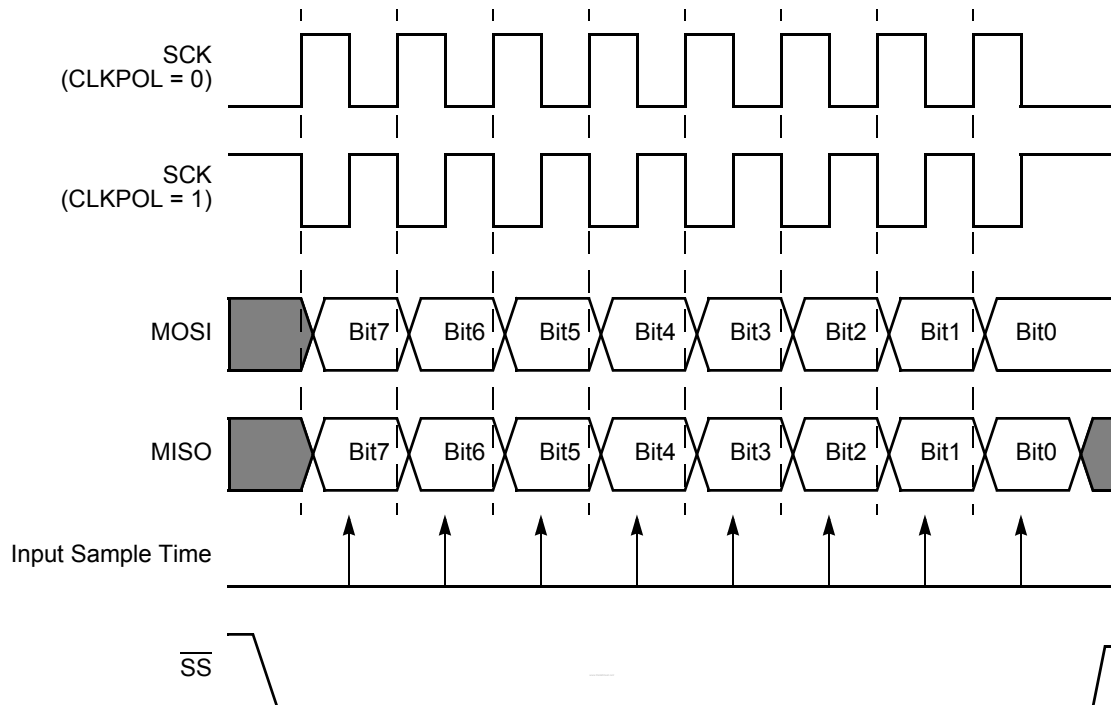 SCK
(CLKPOL = 0)
SCK
(CLKPOL = 1)
MOSI Bit7 Bit6 Bit5 Bit4 Bit3 Bit2 Bit1 Bit0
MISO Bit7 Bit6 Bit5 Bit4 Bit3 Bit2 Bit1 Bit0
Input Sample Time
SS